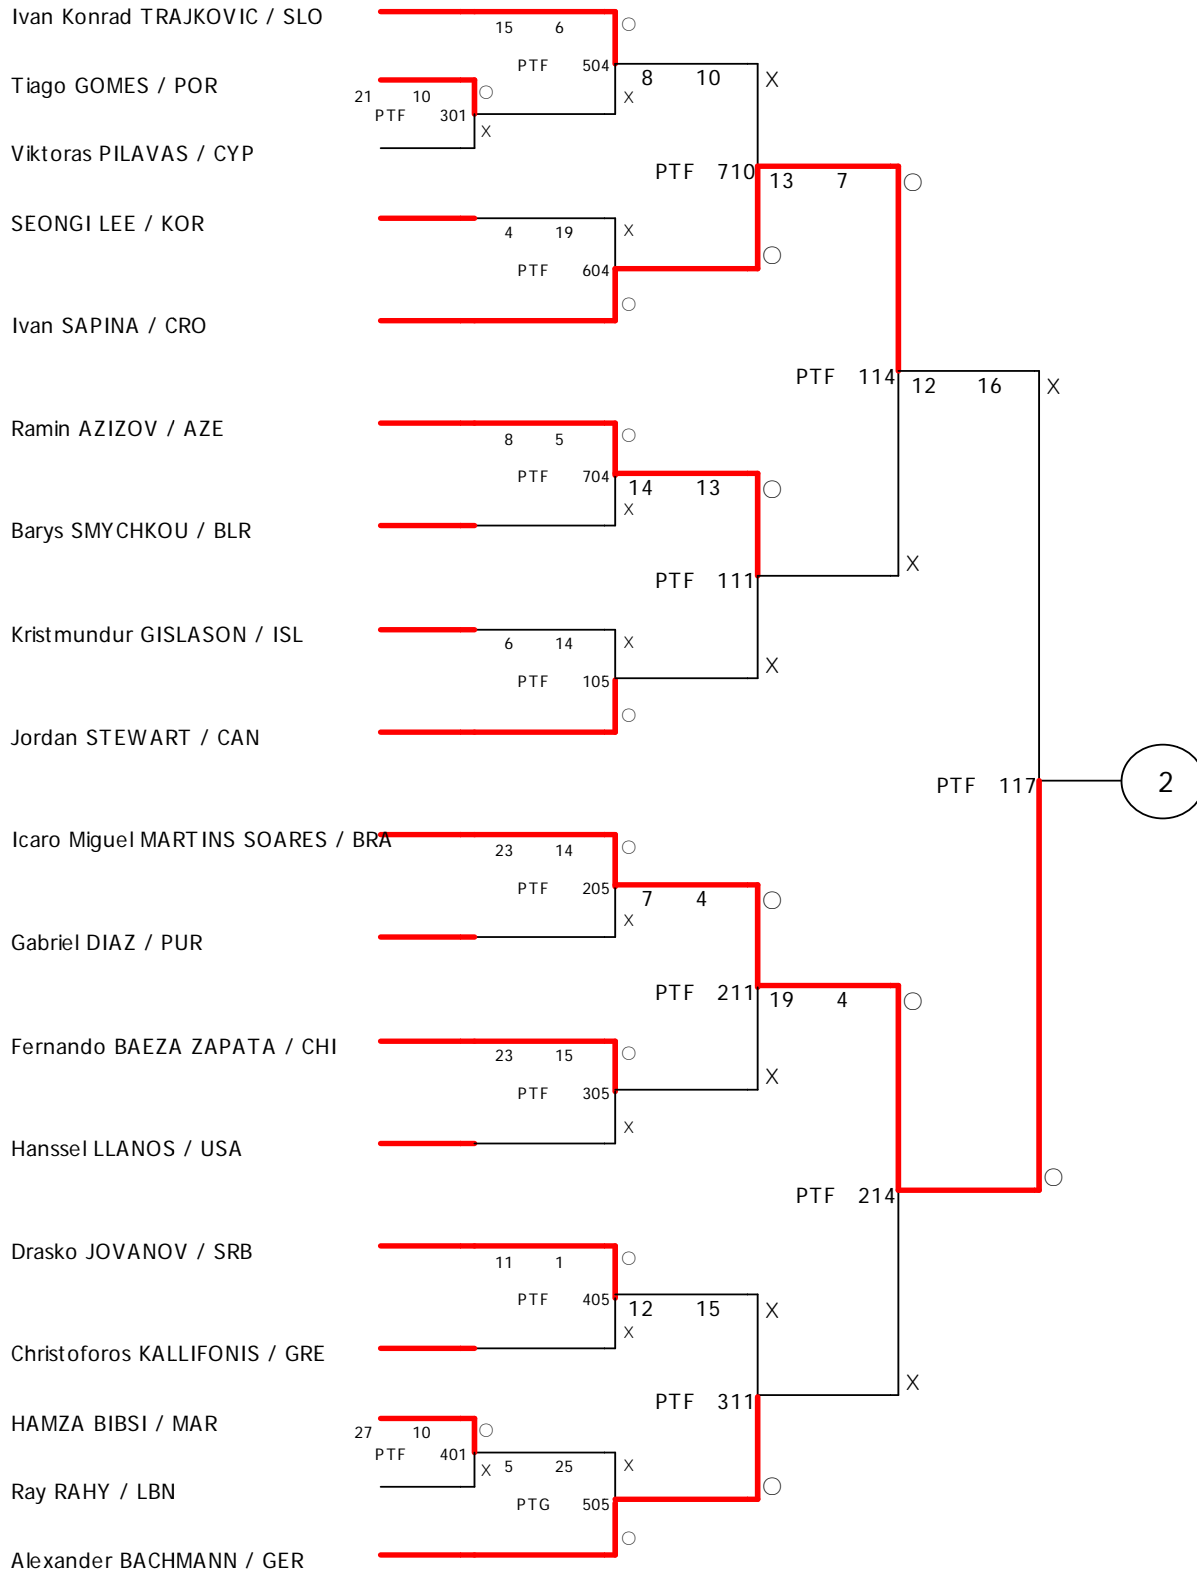 Ivan Konrad TRAJKOVIC / SLO
15 6
PTF 504
8 10 X
Tiago GOMES / POR
21 10
PTF 301
X
X
Viktoras PILAVAS / CYP
PTF 710
13 7
SEONGI LEE / KOR
4 19 X
PTF 604
Ivan SAPINA / CRO
PTF 114
12 16 X
Ramin AZIZOV / AZE
8 5
PTF 704
14 13
X
Barys SMYCHKOU / BLR
X
PTF 111
Kristmundur GISLASON / ISL
6 14 X
X
PTF 105
Jordan STEWART / CAN
PTF 117
2
Icaro Miguel MARTINS SOARES / BRA
23 14
PTF 205
7 4
X
Gabriel DIAZ / PUR
PTF 211
19 4
Fernando BAEZA ZAPATA / CHI
23 15
X
PTF 305
X
Hanssel LLANOS / USA
PTF 214
Drasko JOVANOV / SRB
11 1
PTF 405
12 15 X
X
Christoforos KALLIFONIS / GRE
X
PTF 311
HAMZA BIBSI / MAR
27 10
PTF 401
X 5 25 X
Ray RAHY / LBN
PTG 505
Alexander BACHMANN / GER